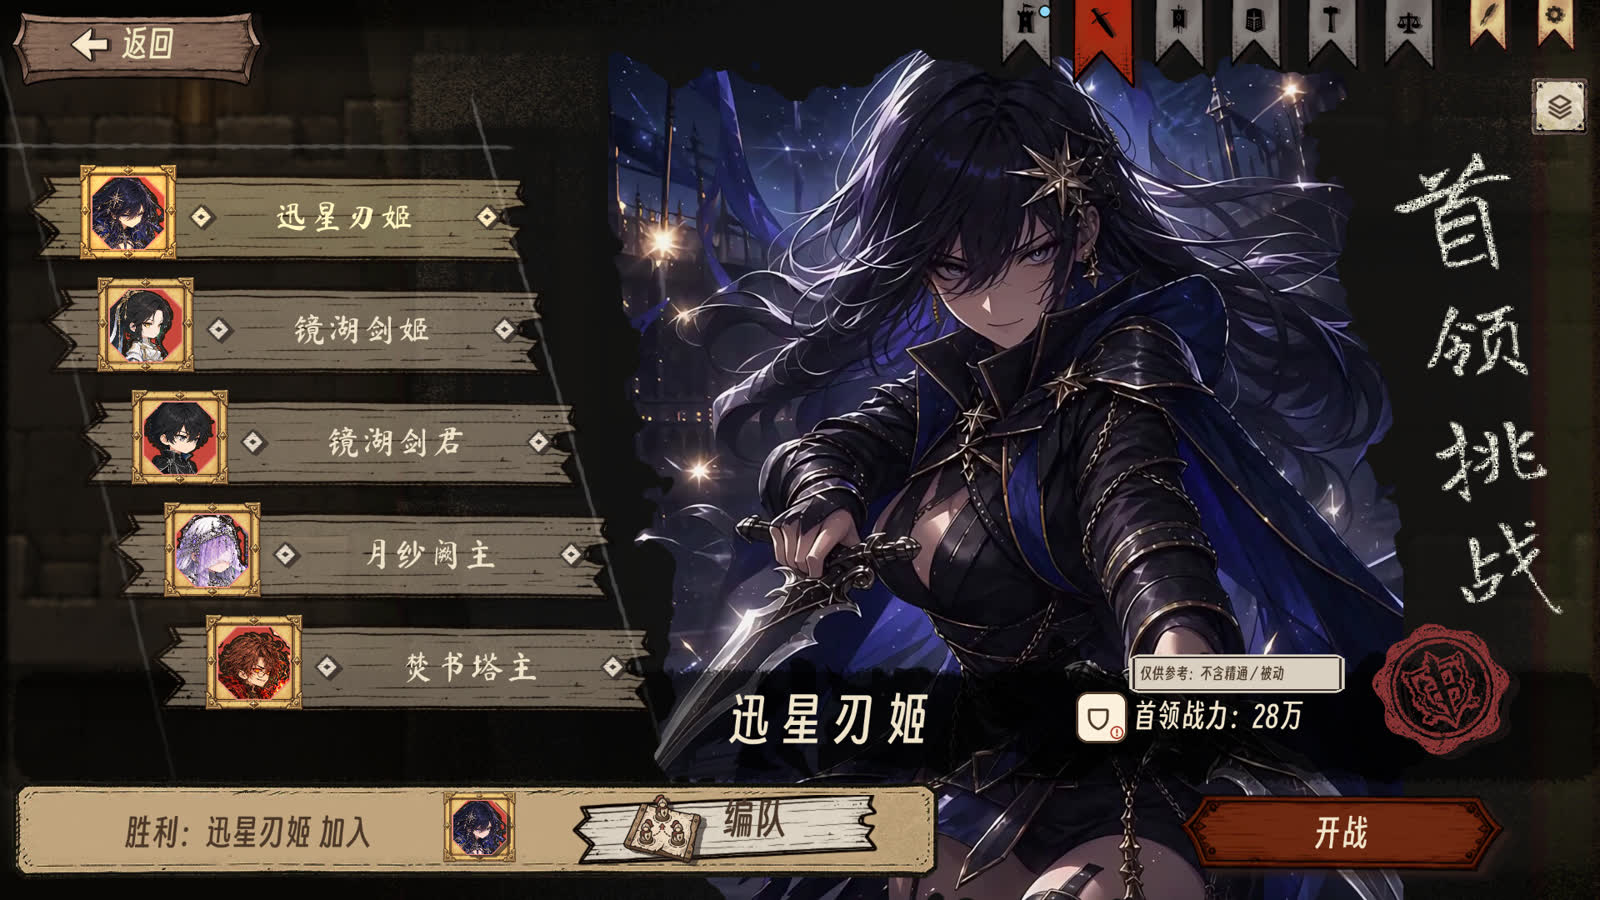 返回
首领挑战
迅星刃姬
镜湖剑姬
镜湖剑君
月纱阙主
焚书塔主
迅星刃姬
仅供参考：不含精通/被动
首领战力：28万
胜利：迅星刃姬 加入
编队
开战